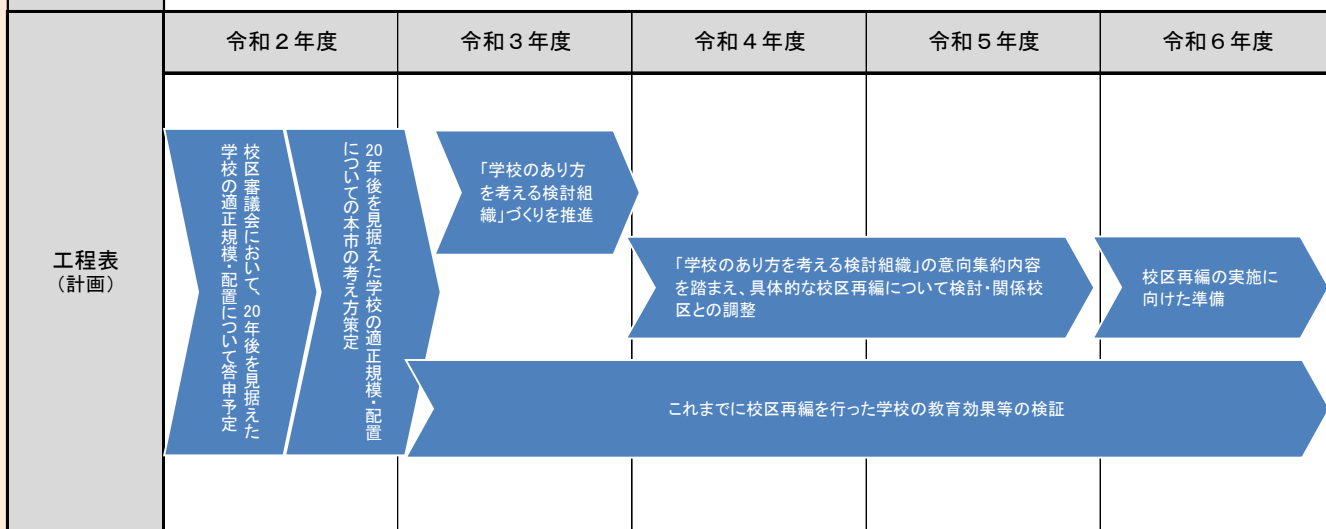 令和２年度
令和３年度
令和４年度
令和５年度
令和６年度
工程表
（計画）
校区審議会において、20年後を見据えた
学校の適正規模・配置について答申予定
20年後を見据えた学校の適正規模・配置
についての本市の考え方策定
「学校のあり方
を考える検討組
織」づくりを推進
「学校のあり方を考える検討組織」の意向集約内容
を踏まえ、具体的な校区再編について検討・関係校
区との調整
校区再編の実施に
向けた準備
これまでに校区再編を行った学校の教育効果等の検証